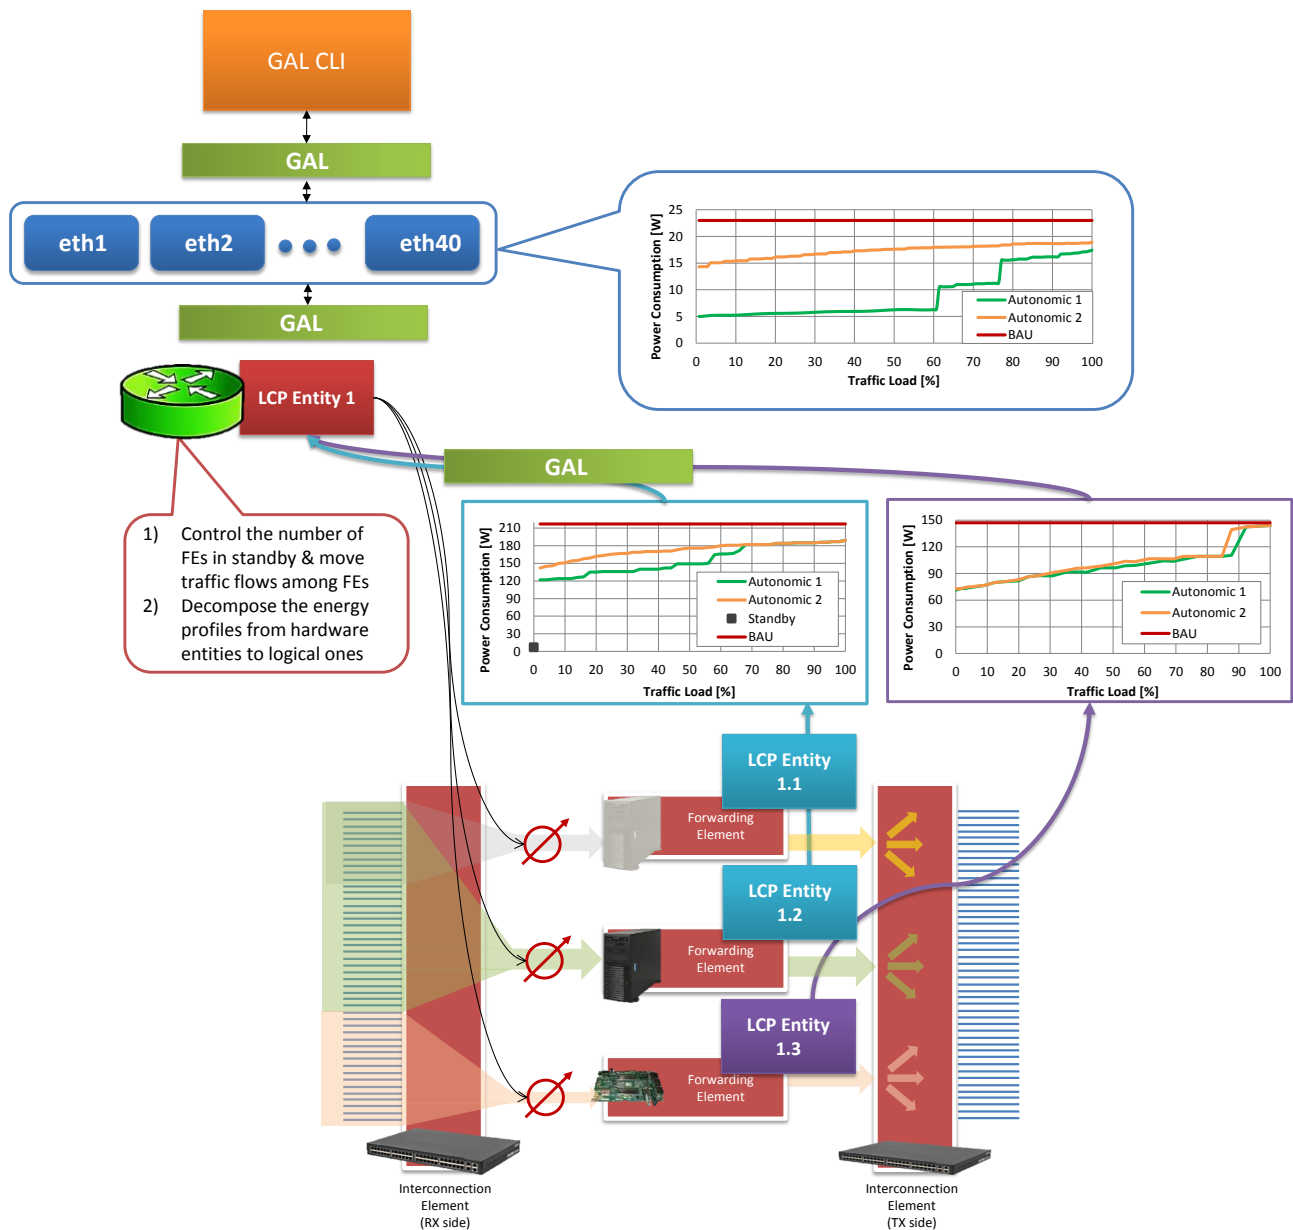 GAL CLI
GAL
eth1
eth2
eth40
GAL
LCP Entity 1
Power Consumption [W]
25
20
15
10
5
0
0 10 20 30 40 50 60 70 80 90 100
Traffic Load [%]
Autonomic 1
Autonomic 2
BAU
GAL
1) Control the number of
FEs in standby & move
traffic flows among FEs
2) Decompose the energy
profiles from hardware
entities to logical ones
Power Consumption [W]
210
180
150
120
90
60
30
0
0 10 20 30 40 50 60 70 80 90 100
Traffic Load [%]
Autonomic 1
Autonomic 2
Standby
BAU
Power Consumption [W]
150
120
90
60
30
0
0 10 20 30 40 50 60 70 80 90 100
Traffic Load [%]
Autonomic 1
Autonomic 2
BAU
LCP Entity
1.1
Forwarding
Element
LCP Entity
1.2
Forwarding
Element
LCP Entity
1.3
Forwarding
Element
Interconnection
Element
(RX side)
Interconnection
Element
(TX side)